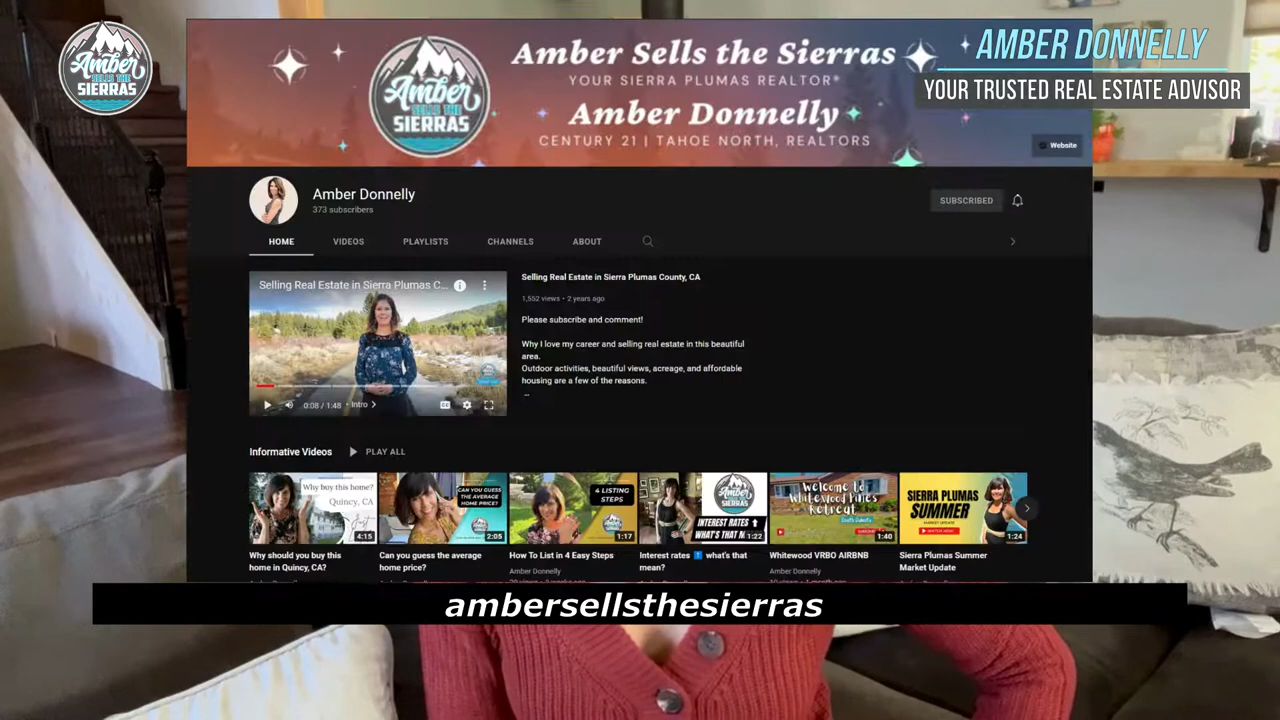 Amber
SELLS THE
SIERRAS
Amber Sells the Sierras
YOUR SIERRA PLUMAS REALTOR®
Amber Donnelly
CENTURY 21 | TAHOE NORTH, REALTORS
Amber
SELLS THE
SIERRAS
AMBER DONNELLY
YOUR TRUSTED REAL ESTATE ADVISOR
Website
Amber Donnelly
373 subscribers
SUBSCRIBED
HOME VIDEOS PLAYLISTS CHANNELS ABOUT
Selling Real Estate in Sierra Plumas C...
0:08 / 1:48 • Intro
Selling Real Estate in Sierra Plumas County, CA
1,552 views • 2 years ago
Please subscribe and comment!
Why I love my career and selling real estate in this beautiful
area.
Outdoor activities, beautiful views, acreage, and affordable
housing are a few of the reasons.
...
Informative Videos PLAY ALL
Why buy this home?
Quincy, CA
4:15
CAN YOU GUESS
THE AVERAGE
HOME PRICE?
2:05
4 LISTING
STEPS
1:17
Amber
SIERRAS
INTEREST RATES
WHAT'S THAT M
1:22
Welcome to
Whitewood Pines
Retreat
South Dakota
1:40
SIERRA PLUMAS
SUMMER
1:24
Why should you buy this
home in Quincy, CA?
Can you guess the average
home price?
How To List in 4 Easy Steps
Amber Donnelly
Interest rates ⬆ what's that
mean?
Whitewood VRBO AIRBNB
Amber Donnelly
Sierra Plumas Summer
Market Update
ambersellsthesierras